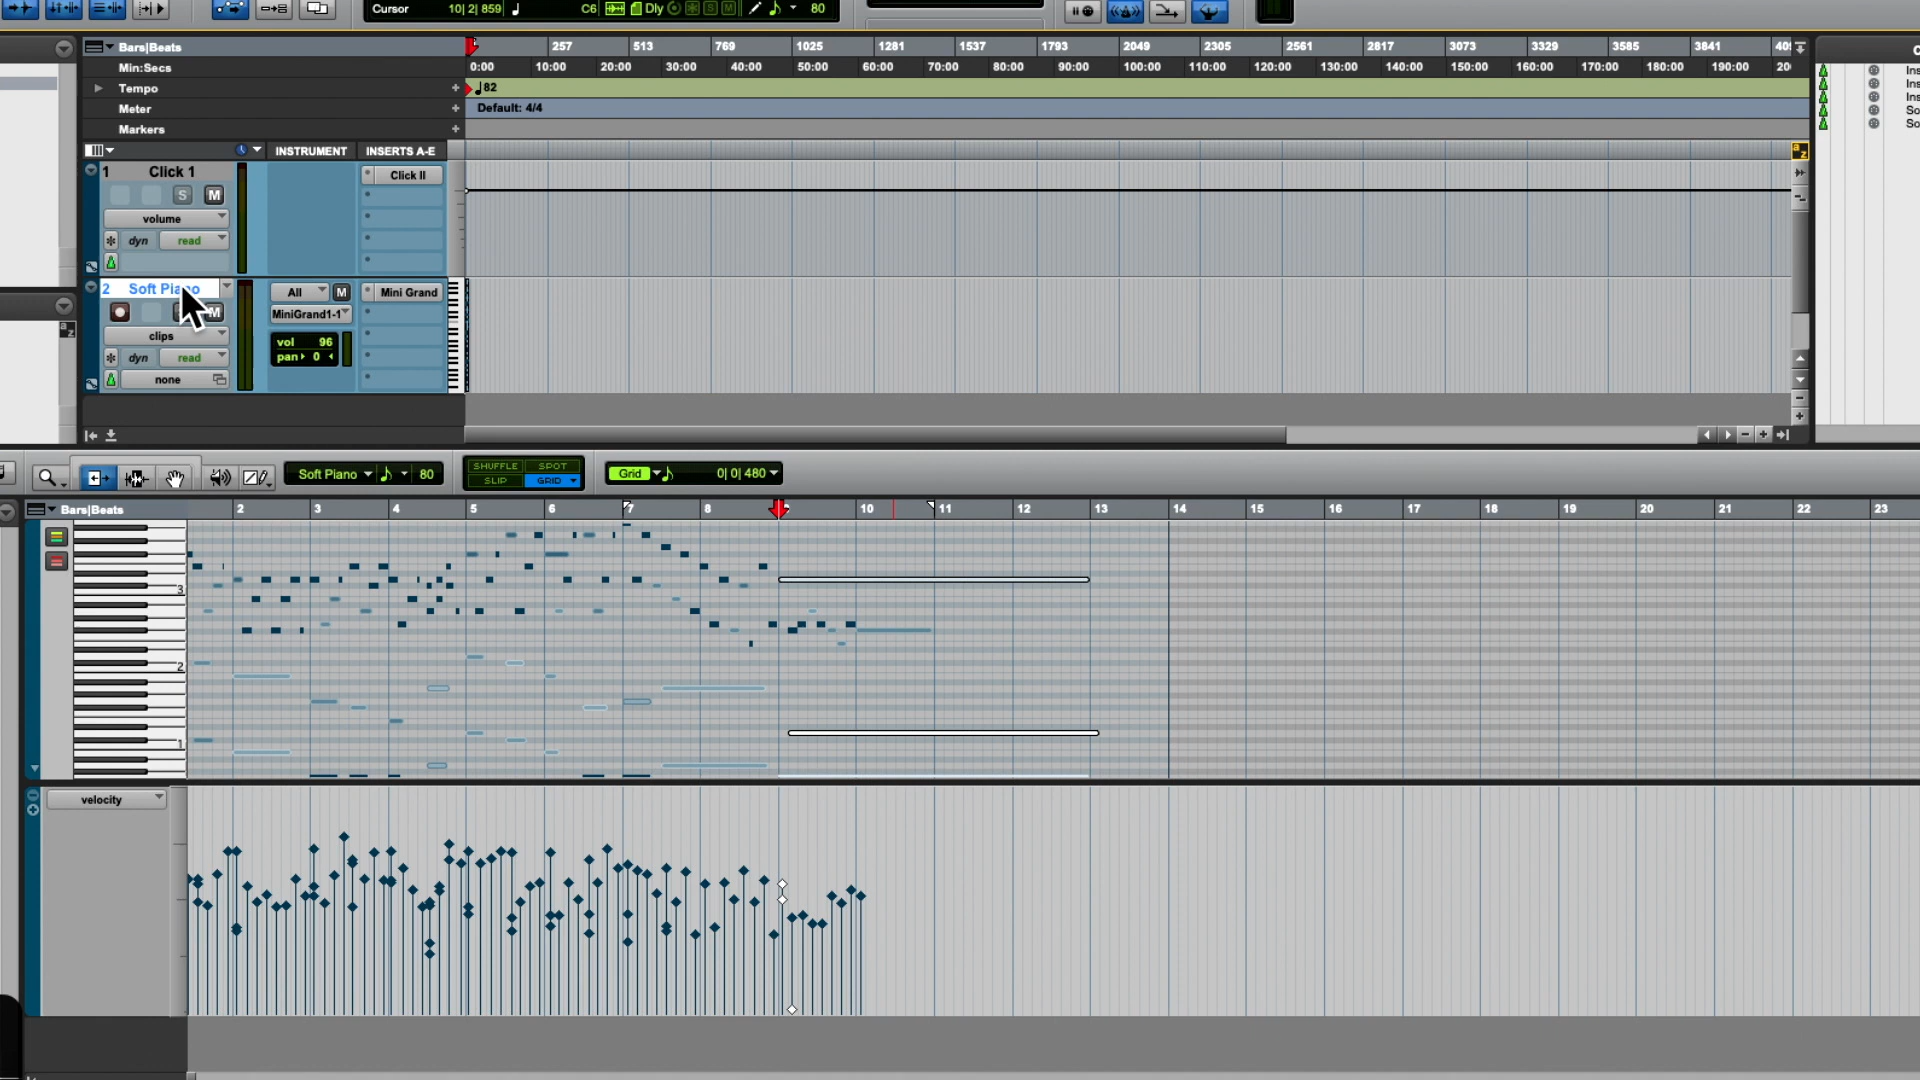 Cursor 10| 2| 859 C6 Dly S M 80
Bars|Beats 257 513 769 1025 1281 1537 1793 2049 2305 2561 2817 3073 3329 3585 3841
Min:Secs 0:00 10:00 20:00 30:00 40:00 50:00 60:00 70:00 80:00 90:00 100:00 110:00 120:00 130:00 140:00 150:00 160:00 170:00 180:00 190:00
Tempo + 82
Meter + Default: 4/4
Markers +
INSTRUMENT INSERTS A-E
a z
1 Click 1 Click II
S M
volume
dyn read
2 Soft Piano All M Mini Grand
M MiniGrand1-1
clips vol 96
dyn read pan 0
none
Soft Piano 80 SHUFFLE SPOT SLIP GRID Grid 0| 0| 480
Bars|Beats 2 3 4 5 6 7 8 10 11 12 13 14 15 16 17 18 19 20 21 22 23
3
2
1
velocity